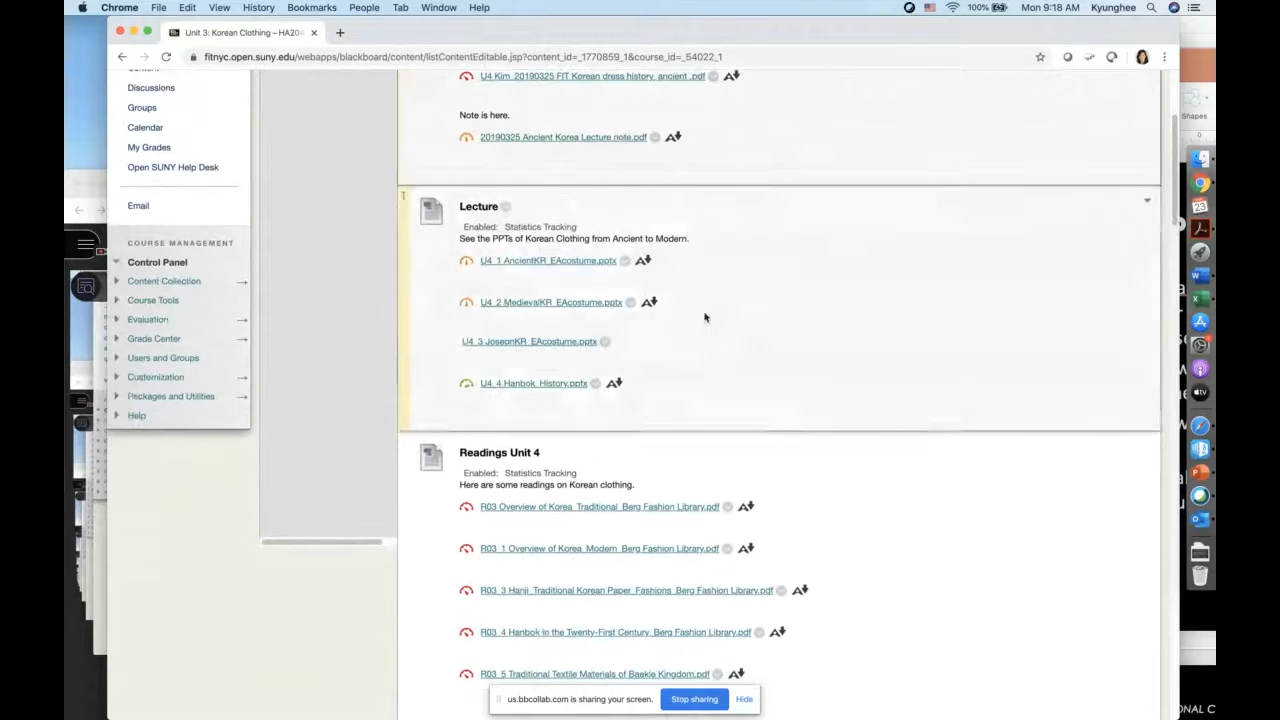 Chrome File Edit View History Bookmarks People Tab Window Help 100% Mon 9:18 AM Kyunghee
Unit 3: Korean Clothing – HA204
fitnyc.open.suny.edu/webapps/blackboard/content/listContentEditable.jsp?content_id=_1770859_1&course_id=_54022_1
Discussions
Groups
Calendar
My Grades
Open SUNY Help Desk
Email
COURSE MANAGEMENT
Control Panel
Content Collection
Course Tools
Evaluation
Grade Center
Users and Groups
Customization
Packages and Utilities
Help
U4 Kim_20190325 FIT Korean dress history_ancient .pdf
Note is here.
20190325 Ancient Korea Lecture note.pdf
Lecture
Enabled: Statistics Tracking
See the PPTs of Korean Clothing from Ancient to Modern.
U4_1 AncientKR_EAcostume.pptx
U4_2 MedievalKR_EAcostume.pptx
U4_3 JoseonKR_EAcostume.pptx
U4_4 Hanbok_History.pptx
Readings Unit 4
Enabled: Statistics Tracking
Here are some readings on Korean clothing.
R03 Overview of Korea_Traditional_Berg Fashion Library.pdf
R03_1 Overview of Korea_Modern_Berg Fashion Library.pdf
R03_3 Hanji_Traditional Korean Paper_Fashions_Berg Fashion Library.pdf
R03_4 Hanbok in the Twenty-First Century_Berg Fashion Library.pdf
R03_5 Traditional Textile Materials of Baekje Kingdom.pdf
us.bbcollab.com is sharing your screen. Stop sharing Hide
Shapes
23
tv
ONAL C